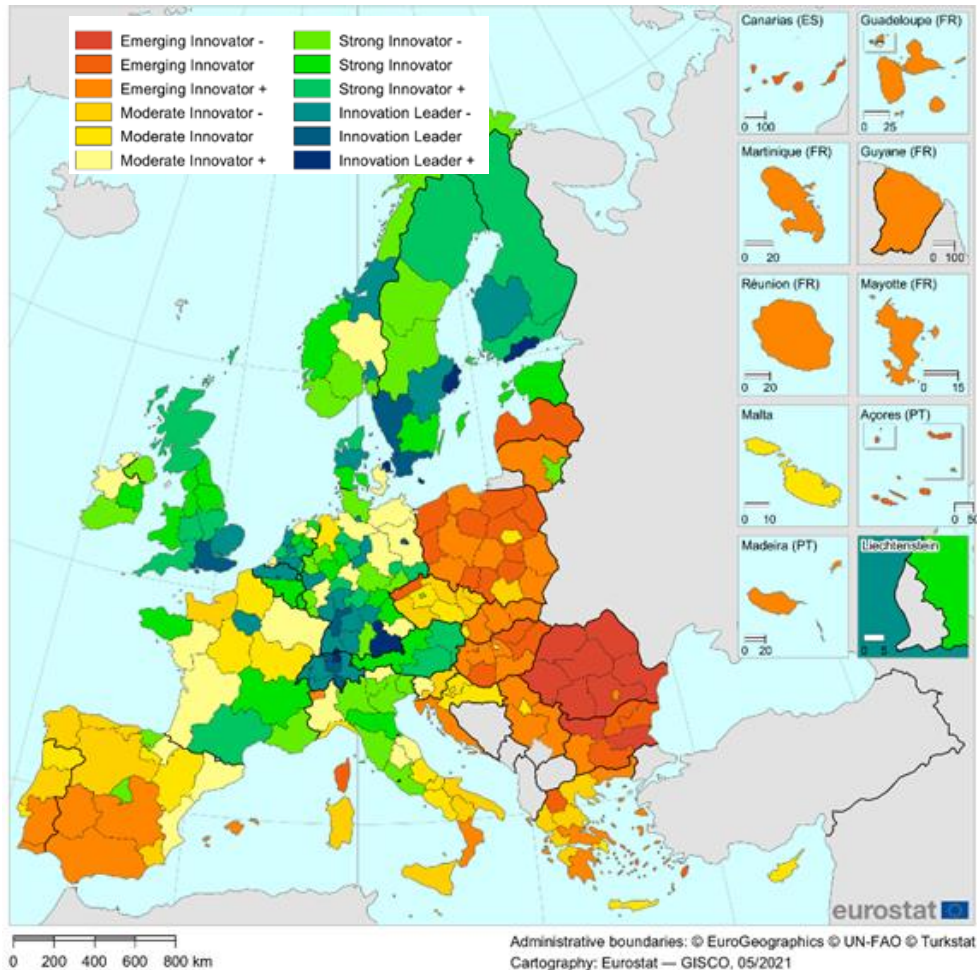 Emerging Innovator -
Emerging Innovator
Emerging Innovator +
Moderate Innovator -
Moderate Innovator
Moderate Innovator +
Strong Innovator -
Strong Innovator
Strong Innovator +
Innovation Leader -
Innovation Leader
Innovation Leader +
Canarias (ES)
0 100
Guadeloupe (FR)
0 25
Martinique (FR)
0 20
Guyane (FR)
0 100
Réunion (FR)
0 20
Mayotte (FR)
0 15
Malta
0 10
Açores (PT)
0 50
Madeira (PT)
0 20
Liechtenstein
0 5
eurostat
0 200 400 600 800 km
Administrative boundaries: © EuroGeographics © UN-FAO © Turkstat
Cartography: Eurostat — GISCO, 05/2021